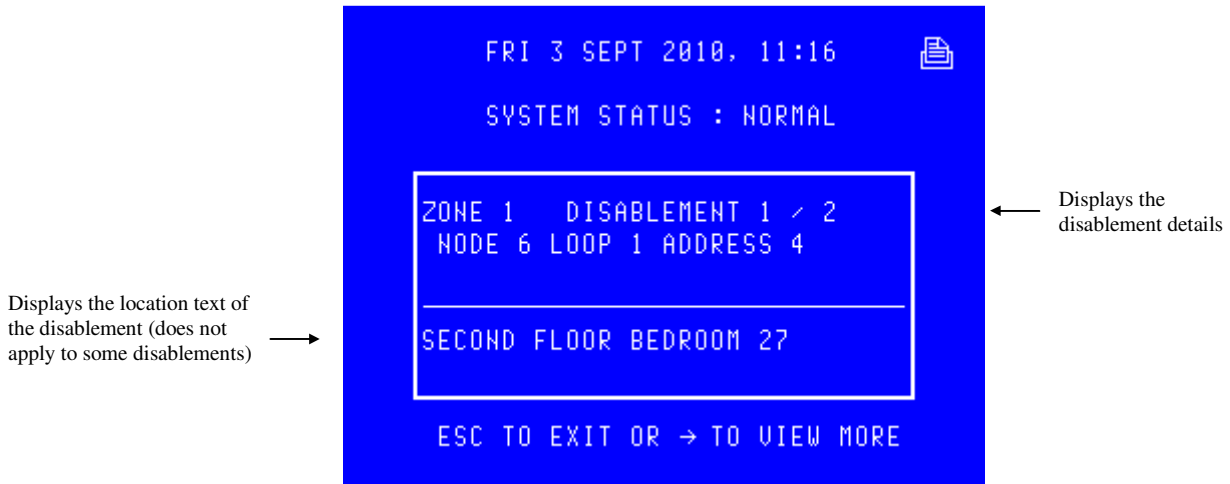 FRI 3 SEPT 2010, 11:16
SYSTEM STATUS : NORMAL
ZONE 1 DISABLEMENT 1 / 2
NODE 6 LOOP 1 ADDRESS 4
SECOND FLOOR BEDROOM 27
ESC TO EXIT OR → TO VIEW MORE
Displays the location text of
the disablement (does not
apply to some disablements)
Displays the
disablement details